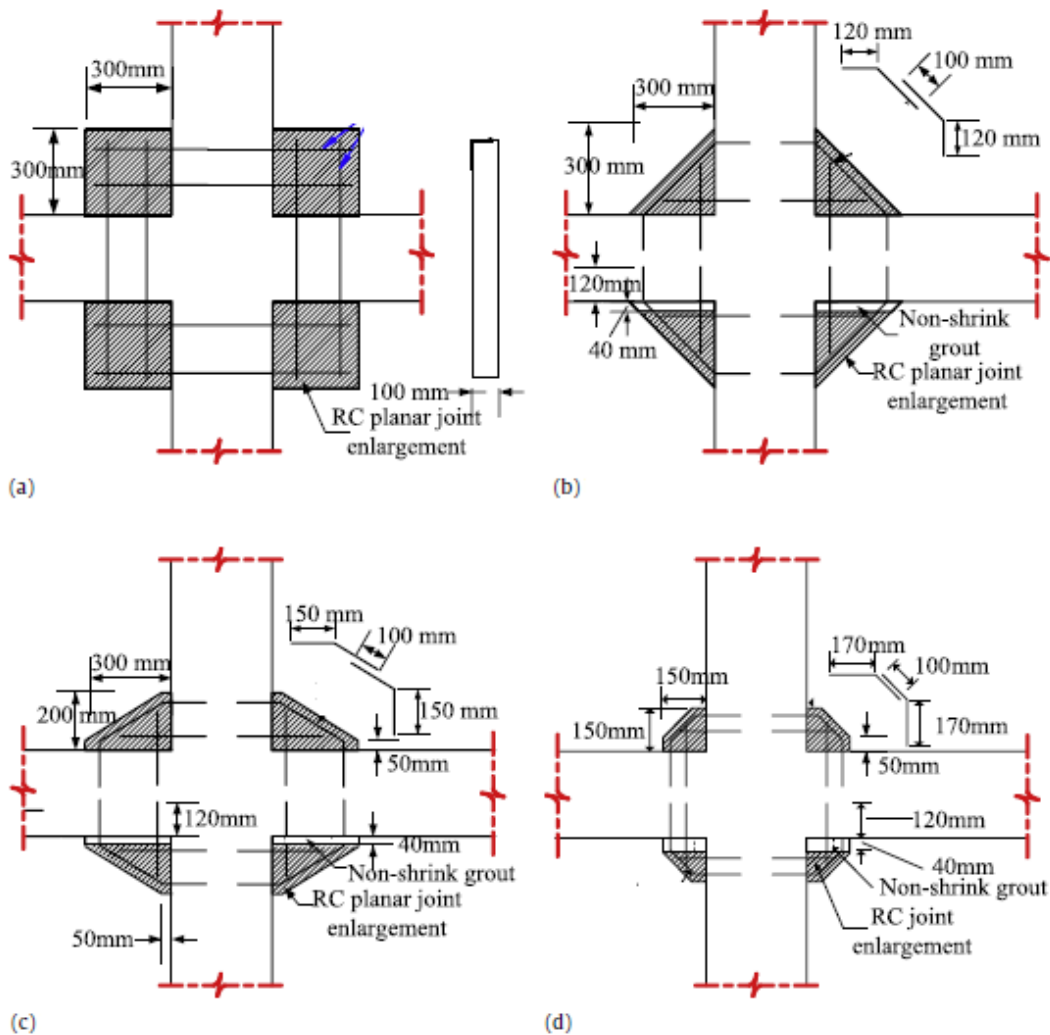 300mm
300mm
100 mm
RC planar joint
enlargement
(a)
120 mm
100 mm
300 mm
120 mm
300 mm
120mm
40 mm
Non-shrink
grout
RC planar joint
enlargement
(b)
150 mm
100 mm
300 mm
200 mm
150 mm
50mm
120mm
40mm
Non-shrink grout
RC planar joint
enlargement
50mm
(c)
170mm
100mm
150mm
150mm
170mm
50mm
120mm
40mm
Non-shrink grout
RC joint
enlargement
(d)